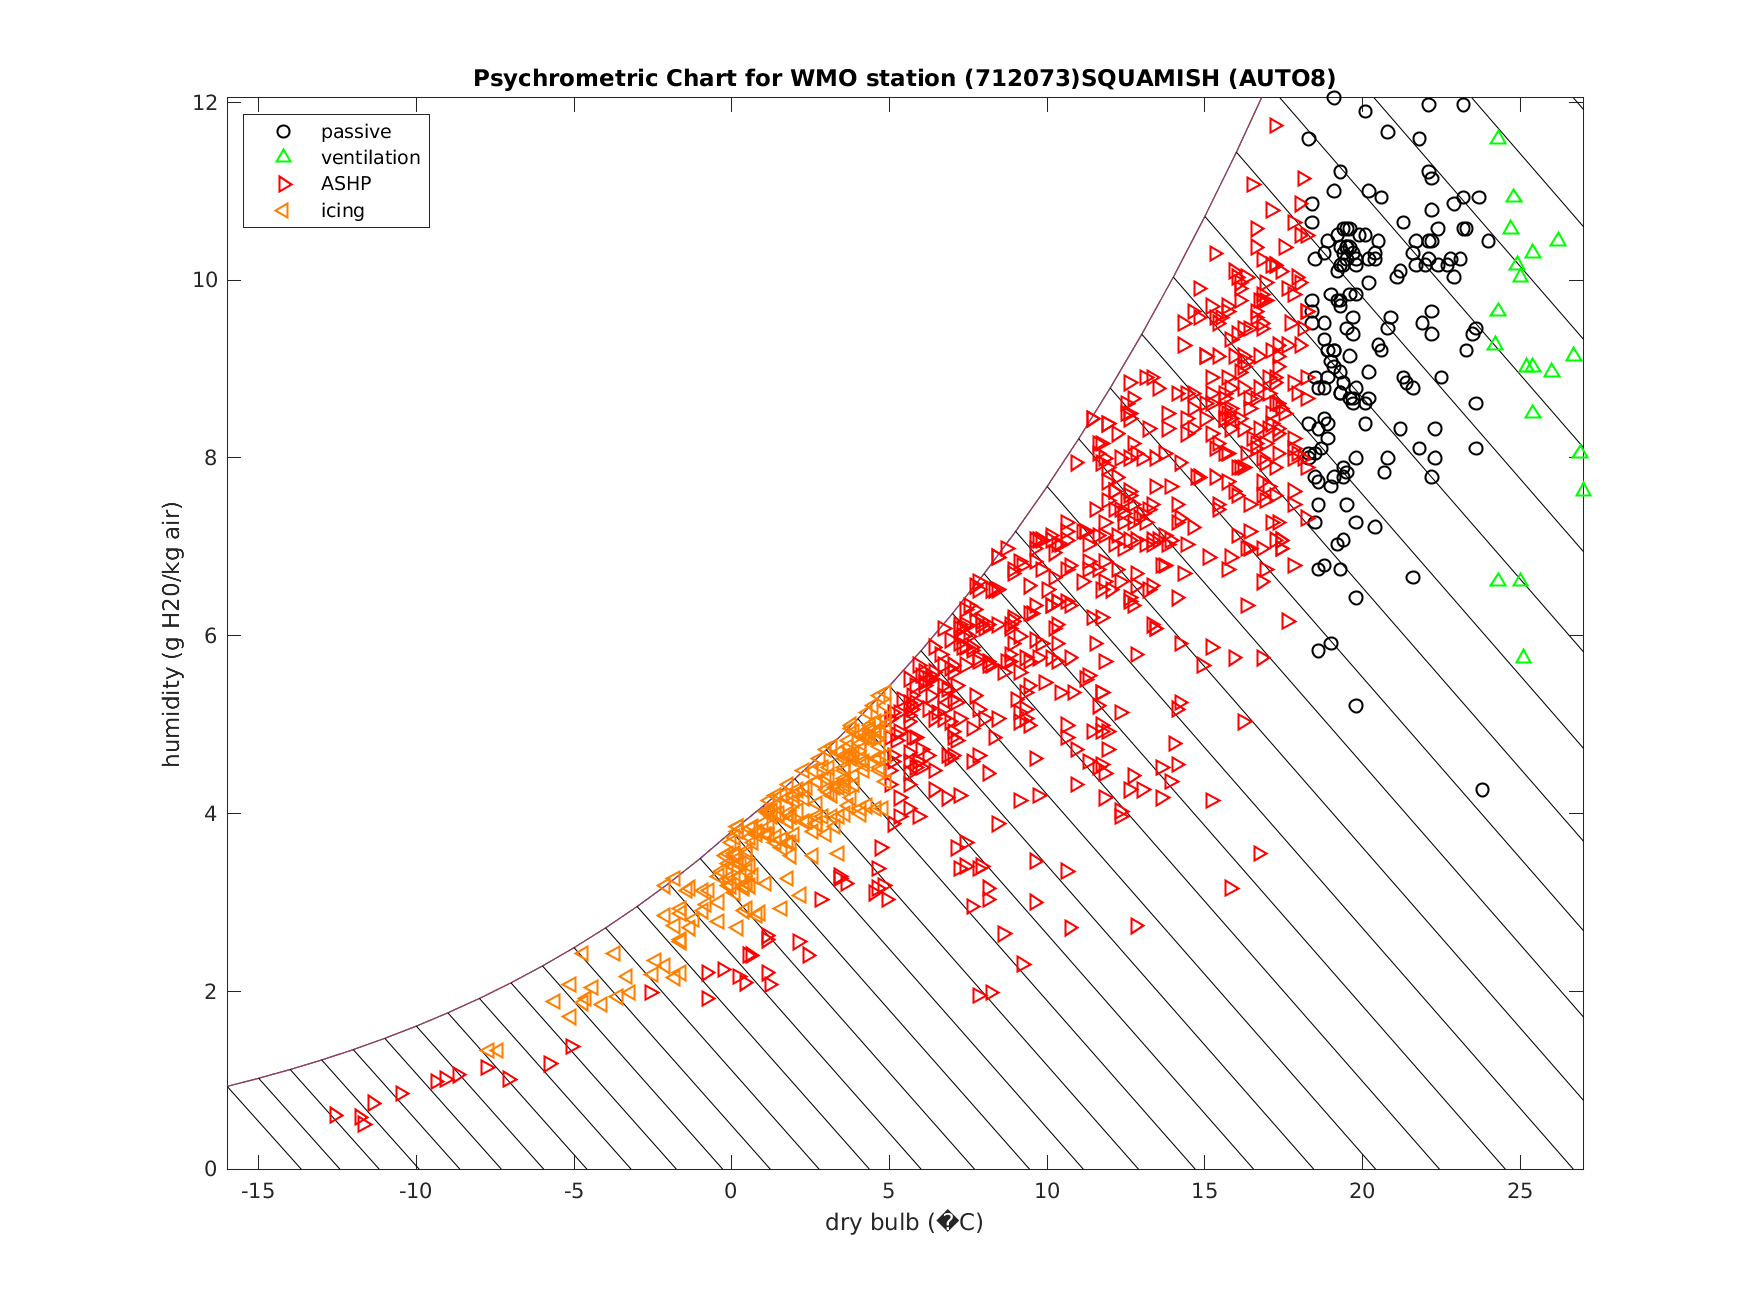 Psychrometric Chart for WMO station (712073)SQUAMISH (AUTO8)
passive
ventilation
ASHP
icing
humidity (g H20/kg air)
12
10
8
6
4
2
0
-15 -10 -5 0 5 10 15 20 25
dry bulb (�C)